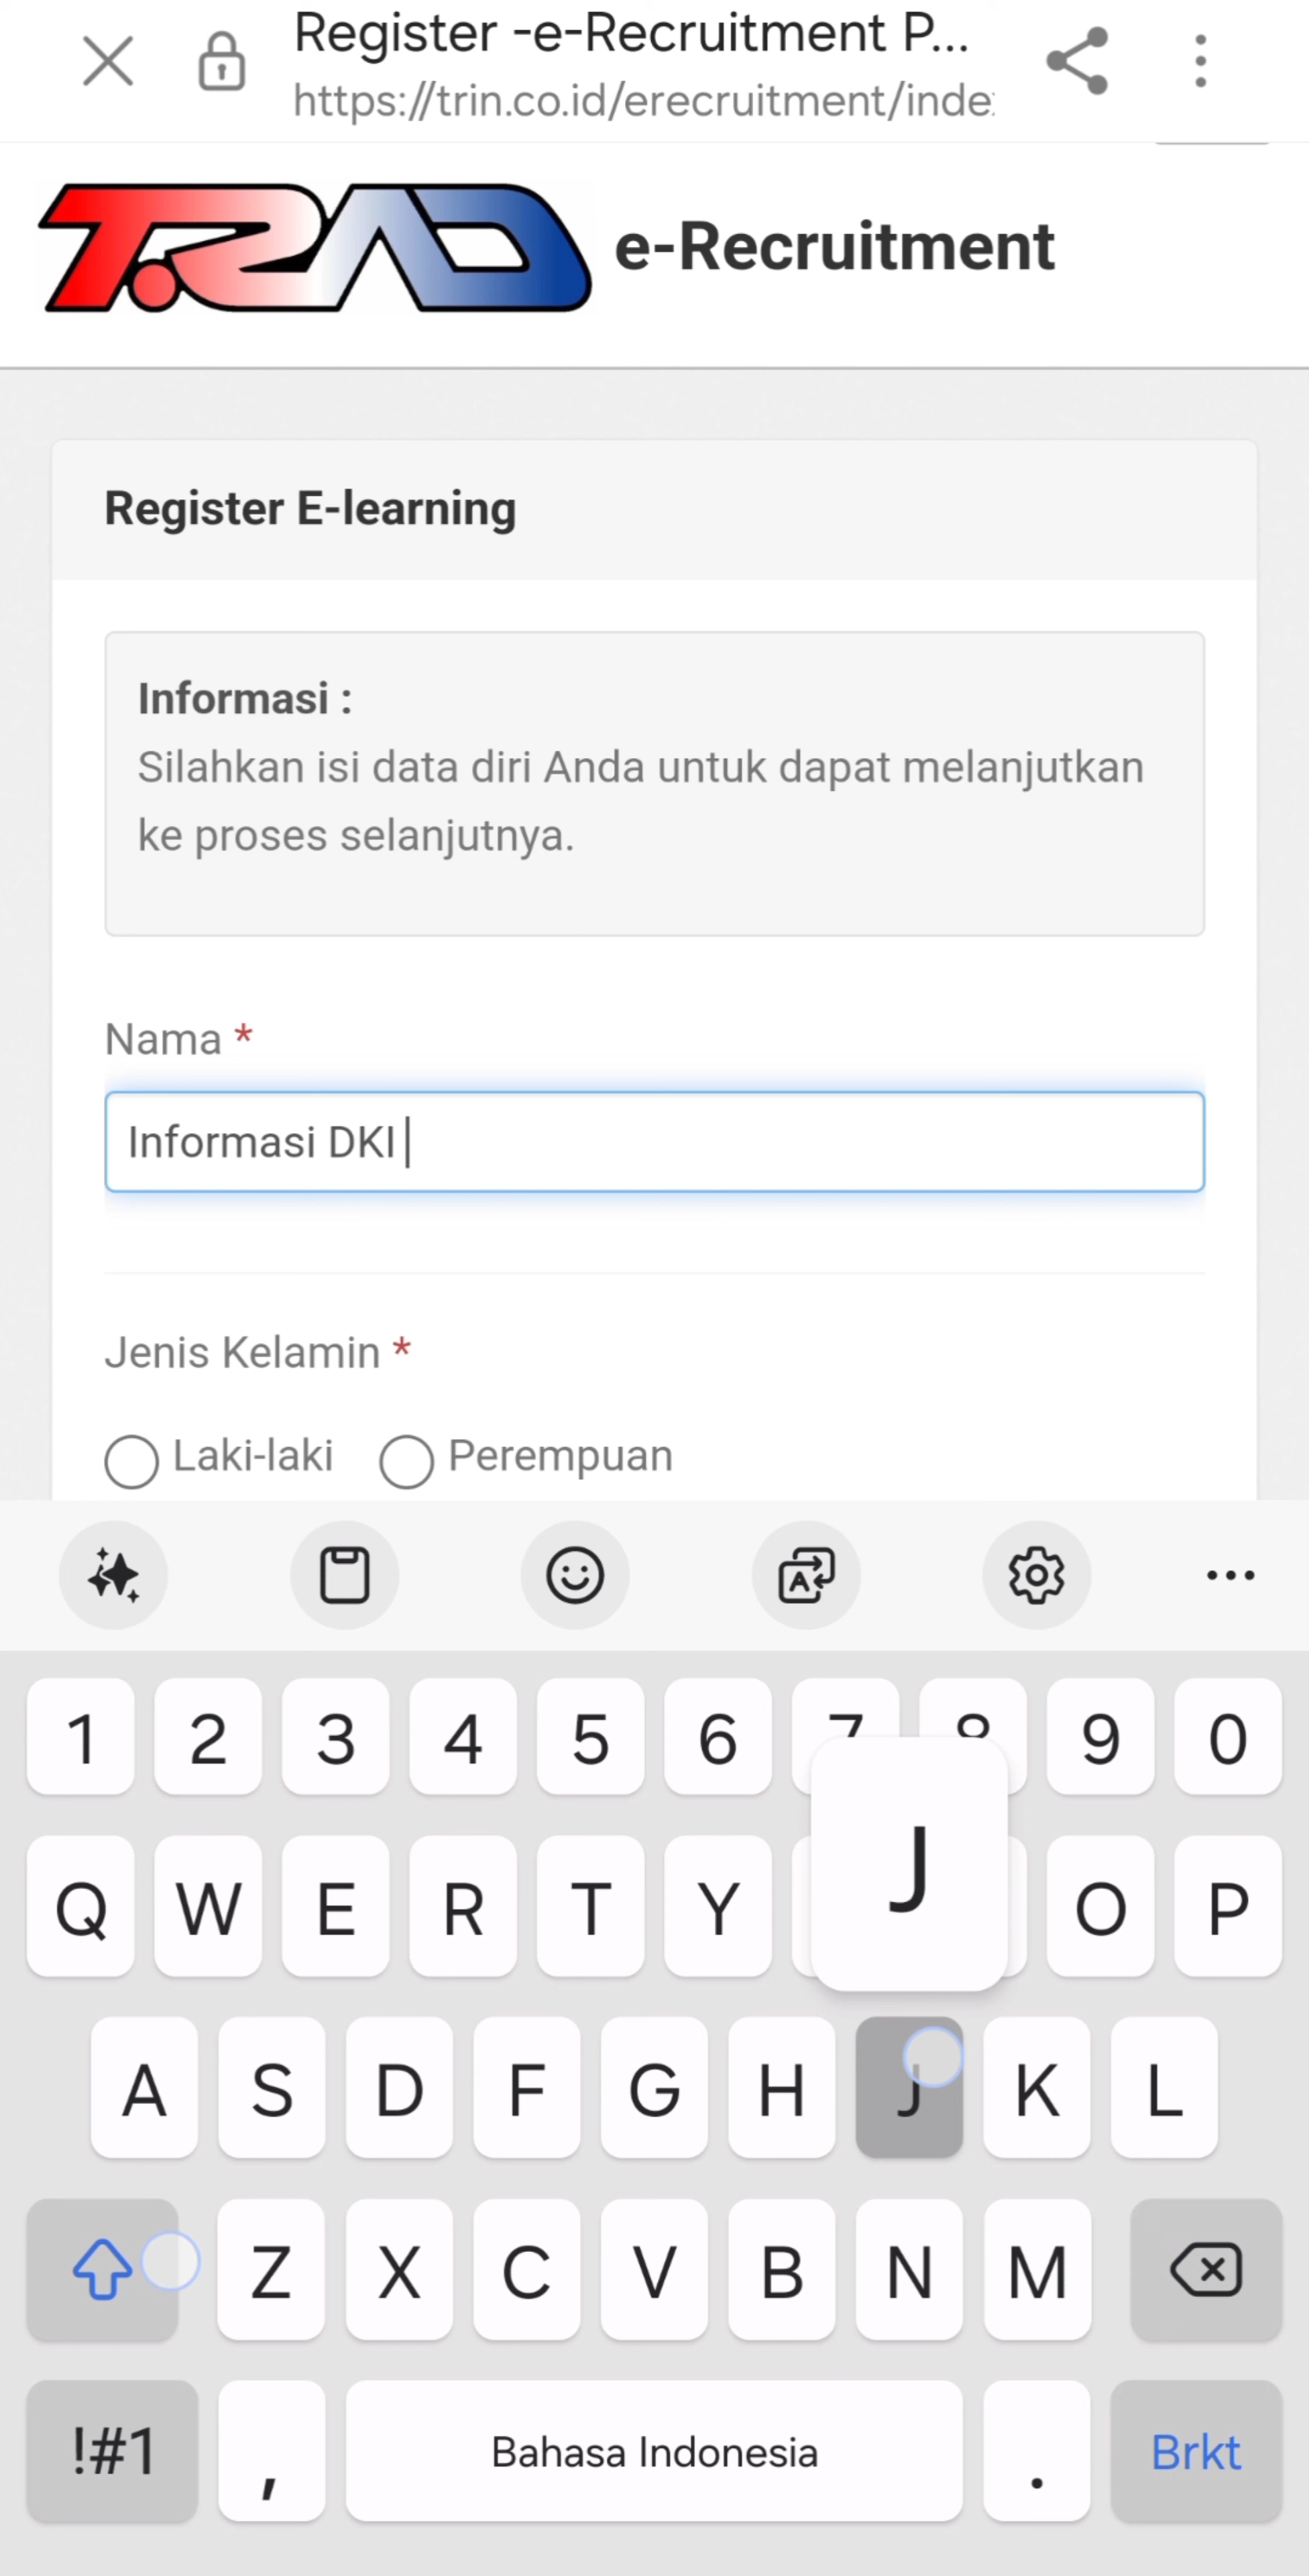 Register -e-Recruitment P...
https://trin.co.id/erecruitment/inde
TRAD e-Recruitment
Register E-learning
Informasi :
Silahkan isi data diri Anda untuk dapat melanjutkan
ke proses selanjutnya.
Nama *
Informasi DKI
Jenis Kelamin *
Laki-laki Perempuan
1 2 3 4 5 6 7 8 9 0
J
Q W E R T Y O P
A S D F G H J K L
Z X C V B N M
!#1 , Bahasa Indonesia . Brkt